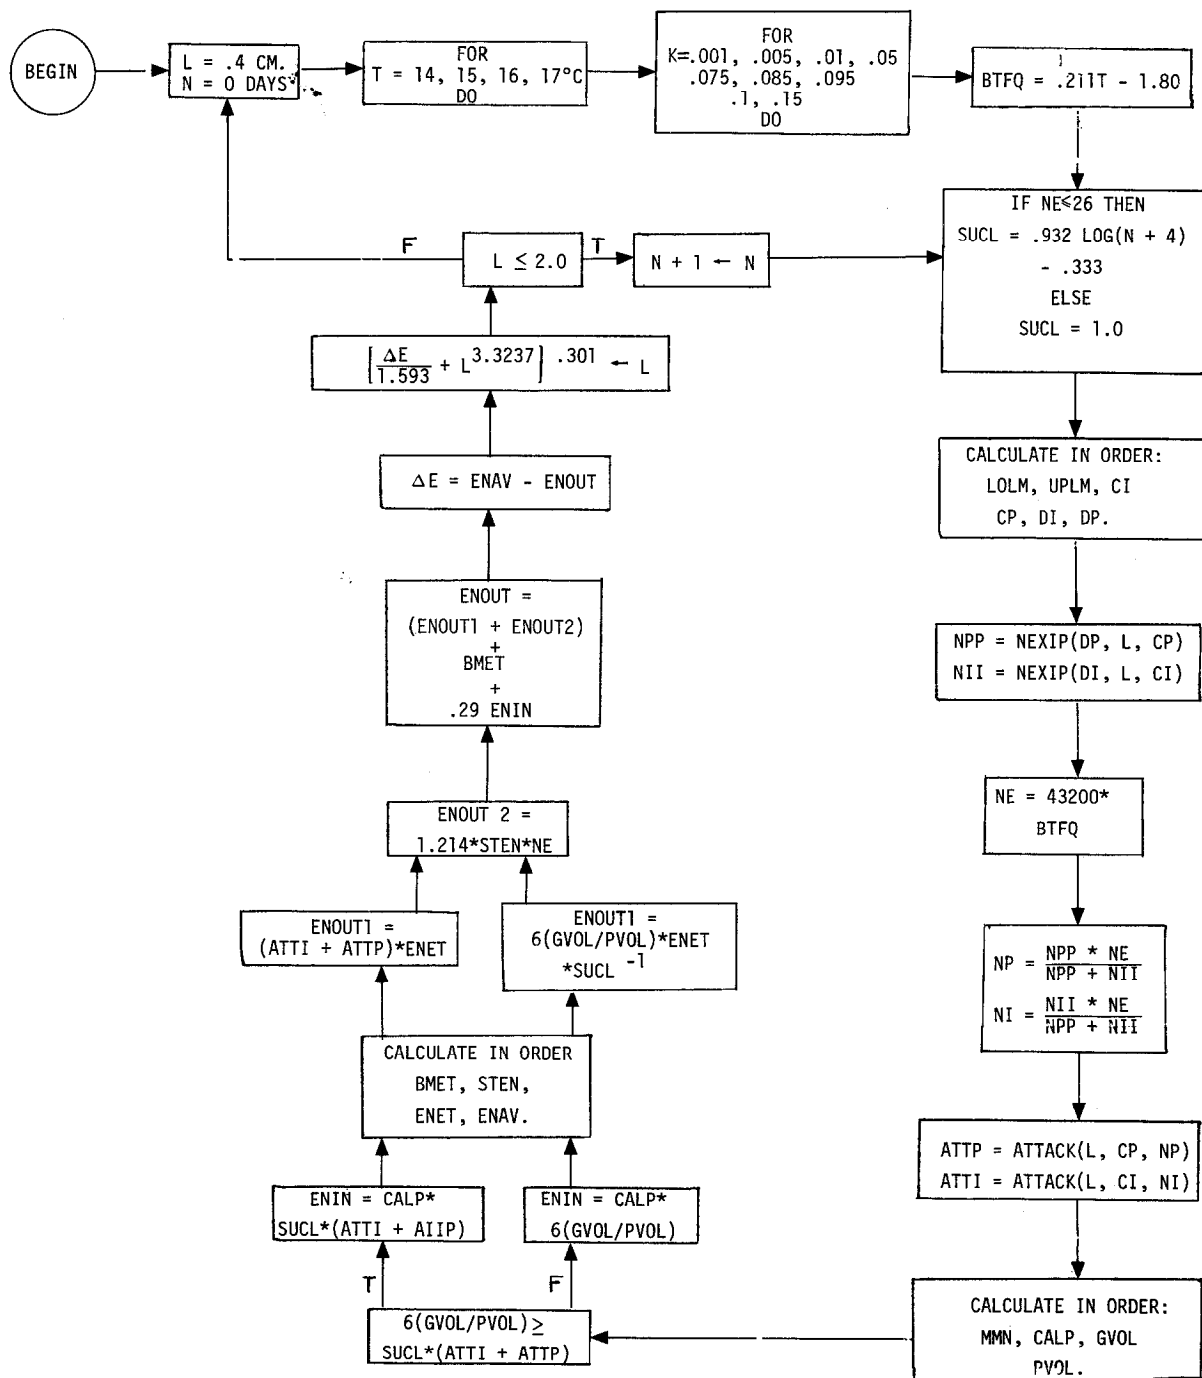 BEGIN
L = .4 CM.
N = 0 DAYS
FOR
T = 14, 15, 16, 17°C
DO
FOR
K=.001, .005, .01, .05
.075, .085, .095
.1, .15
DO
BTFQ = .211T - 1.80
IF NE≤26 THEN
SUCL = .932 LOG(N + 4)
- .333
ELSE
SUCL = 1.0
F
L ≤ 2.0
T
N + 1 ← N
[ΔE/1.593 + L^3.3237] .301 ← L
ΔE = ENAV - ENOUT
CALCULATE IN ORDER:
LOLM, UPLM, CI
CP, DI, DP.
ENOUT =
(ENOUT1 + ENOUT2)
+
BMET
+
.29 ENIN
NPP = NEXIP(DP, L, CP)
NII = NEXIP(DI, L, CI)
NE = 43200*
BTFQ
ENOUT 2 =
1.214*STEN*NE
ENOUT1 =
(ATTI + ATTP)*ENET
ENOUT1 =
6(GVOL/PVOL)*ENET
*SUCL -1
NP = NPP * NE / NPP + NII
NI = NII * NE / NPP + NII
CALCULATE IN ORDER
BMET, STEN,
ENET, ENAV.
ATTP = ATTACK(L, CP, NP)
ATTI = ATTACK(L, CI, NI)
ENIN = CALP*
SUCL*(ATTI + AIIP)
ENIN = CALP*
6(GVOL/PVOL)
T
F
6(GVOL/PVOL)≥
SUCL*(ATTI + ATTP)
CALCULATE IN ORDER:
MMN, CALP, GVOL
PVOL.